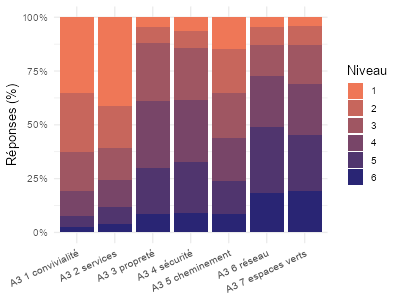 100%
75%
50%
25%
0%
Réponses (%)
A3 1 convivialité
A3 2 services
A3 3 propreté
A3 4 sécurité
A3 5 cheminement
A3 6 réseau
A3 7 espaces verts
Niveau
1
2
3
4
5
6